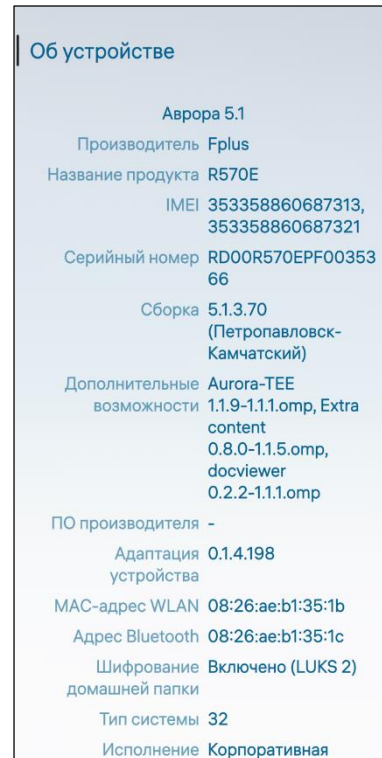 Об устройстве
Аврора 5.1
Производитель Fplus
Название продукта R570E
IMEI 353358860687313,
353358860687321
Серийный номер RD00R570EPF00353
66
Сборка 5.1.3.70
(Петропавловск-
Камчатский)
Дополнительные Aurora-TEE
возможности 1.1.9-1.1.1.omp, Extra
content
0.8.0-1.1.5.omp,
docviewer
0.2.2-1.1.1.omp
ПО производителя -
Адаптация 0.1.4.198
устройства
MAC-адрес WLAN 08:26:ae:b1:35:1b
Адрес Bluetooth 08:26:ae:b1:35:1c
Шифрование Включено (LUKS 2)
домашней папки
Тип системы 32
Исполнение Корпоративная